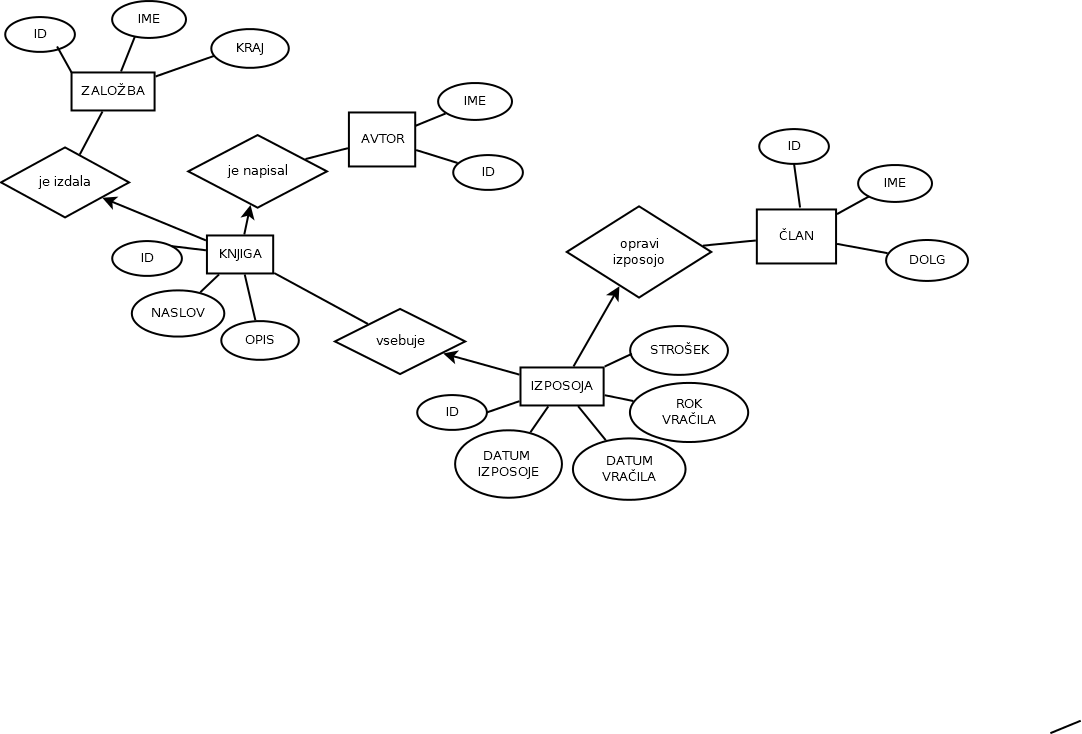 ID
IME
KRAJ
ZALOŽBA
IME
AVTOR
ID
je izdala
je napisal
ID
IME
ČLAN
DOLG
opravi
izposojo
KNJIGA
ID
NASLOV
OPIS
vsebuje
STROŠEK
IZPOSOJA
ID
ROK
VRAČILA
DATUM
IZPOSOJE
DATUM
VRAČILA